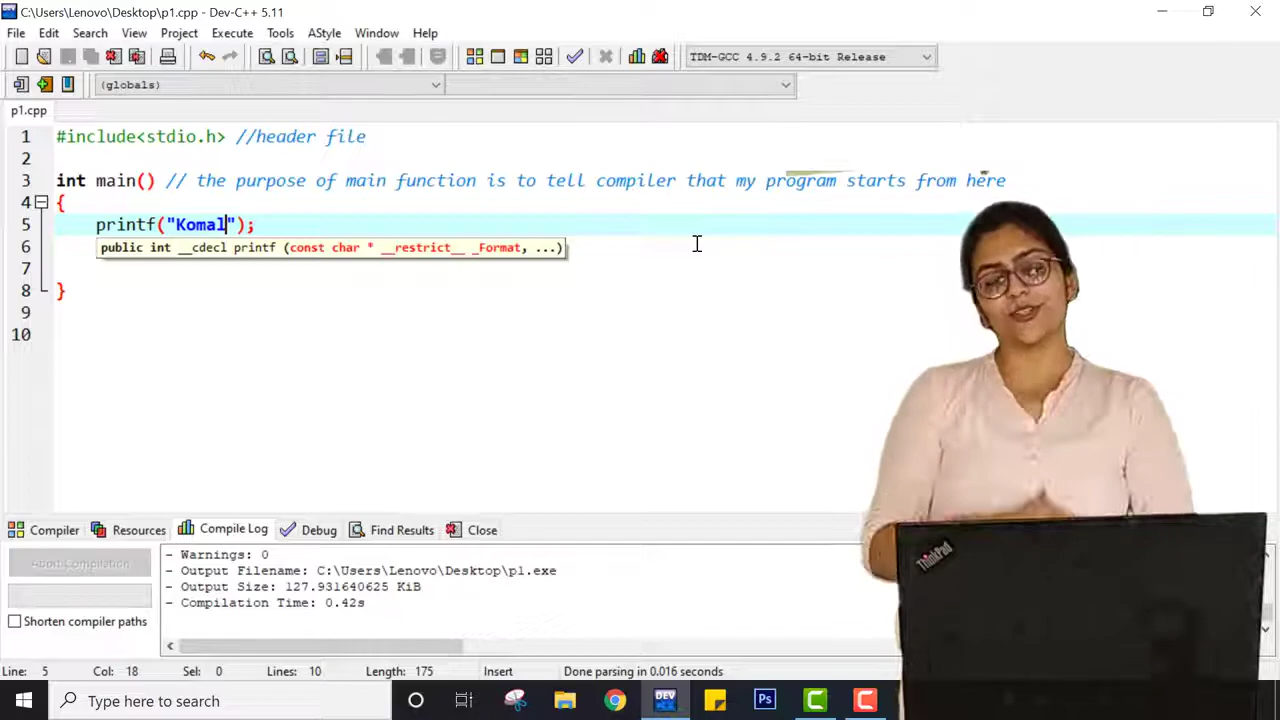 C:\Users\Lenovo\Desktop\p1.cpp - Dev-C++ 5.11
File Edit Search View Project Execute Tools AStyle Window Help
TDM-GCC 4.9.2 64-bit Release
(globals)
p1.cpp
1 #include<stdio.h> //header file
2
3 int main() // the purpose of main function is to tell compiler that my program starts from here
4 {
5 printf("Komal");
6 public int __cdecl printf (const char * __restrict__ _Format, ...)
7
8 }
9
10
Compiler Resources Compile Log Debug Find Results Close
Abort Compilation
- Warnings: 0
- Output Filename: C:\Users\Lenovo\Desktop\p1.exe
- Output Size: 127.931640625 KiB
- Compilation Time: 0.42s
Shorten compiler paths
ThinkPad
Line: 5 Col: 18 Sel: 0 Lines: 10 Length: 175 Insert Done parsing in 0.016 seconds
Type here to search
DEV
Ps
C
C